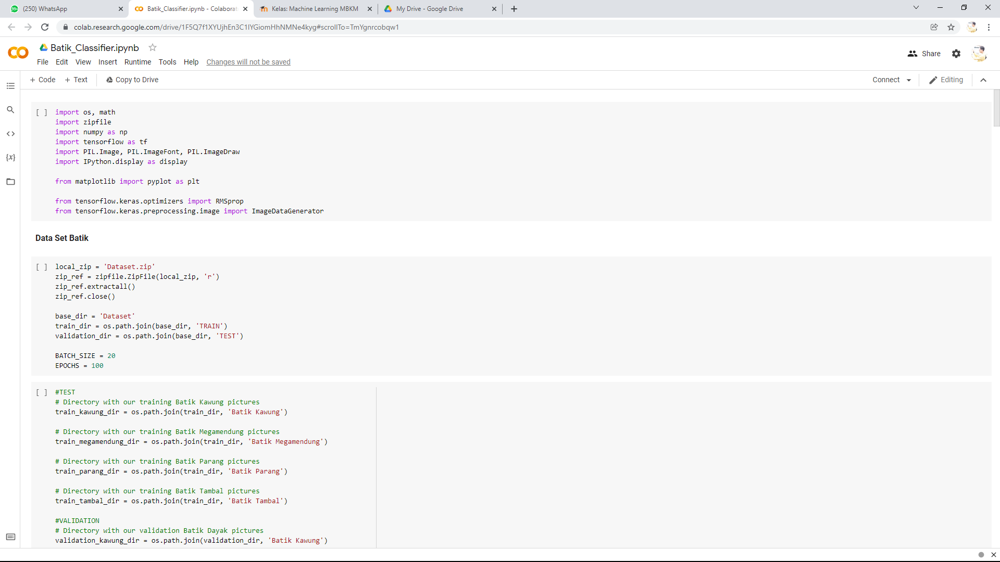 (250) WhatsApp
Batik_Classifier.ipynb - Colaborat
Kelas: Machine Learning MBKM
My Drive - Google Drive
colab.research.google.com/drive/1F5Q7f1XYUjhEn3C1lYGiomHhNMNe4kyg#scrollTo=TmYgnrcobqw1
Batik_Classifier.ipynb
Share
File Edit View Insert Runtime Tools Help Changes will not be saved
+ Code + Text Copy to Drive Connect Editing
[ ] import os, math
import zipfile
import numpy as np
import tensorflow as tf
import PIL.Image, PIL.ImageFont, PIL.ImageDraw
import IPython.display as display
from matplotlib import pyplot as plt
from tensorflow.keras.optimizers import RMSprop
from tensorflow.keras.preprocessing.image import ImageDataGenerator
Data Set Batik
[ ] local_zip = 'Dataset.zip'
zip_ref = zipfile.ZipFile(local_zip, 'r')
zip_ref.extractall()
zip_ref.close()
base_dir = 'Dataset'
train_dir = os.path.join(base_dir, 'TRAIN')
validation_dir = os.path.join(base_dir, 'TEST')
BATCH_SIZE = 20
EPOCHS = 100
[ ] #TEST
# Directory with our training Batik Kawung pictures
train_kawung_dir = os.path.join(train_dir, 'Batik Kawung')
# Directory with our training Batik Megamendung pictures
train_megamendung_dir = os.path.join(train_dir, 'Batik Megamendung')
# Directory with our training Batik Parang pictures
train_parang_dir = os.path.join(train_dir, 'Batik Parang')
# Directory with our training Batik Tambal pictures
train_tambal_dir = os.path.join(train_dir, 'Batik Tambal')
#VALIDATION
# Directory with our validation Batik Dayak pictures
validation_kawung_dir = os.path.join(validation_dir, 'Batik Kawung')